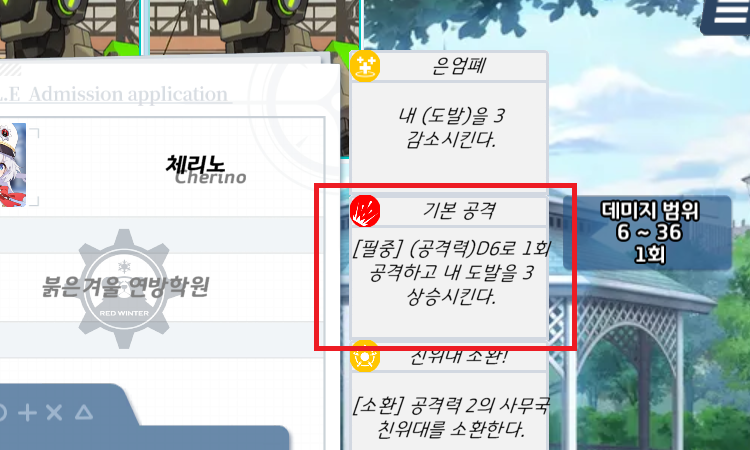 .E Admission application
체리노
Cherino
붉은겨울 연방학원
RED WINTER
은엄폐
내 (도발)을 3
감소시킨다.
기본 공격
[필중] (공격력)D6로 1회
공격하고 내 도발을 3
상승시킨다.
데미지 범위
6 ~ 36
1회
친위대 소환!
[소환] 공격력 2의 사무국
친위대를 소환한다.